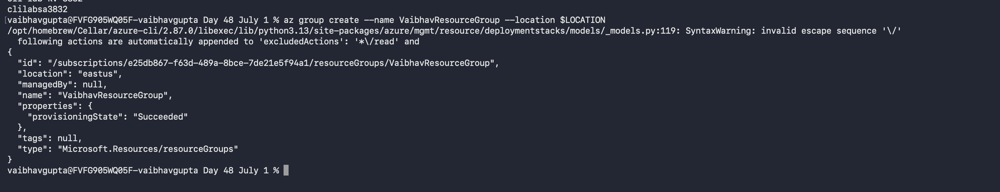 clilabsa3832
[vaibhavgupta@FVFG905WQ05F-vaibhavgupta Day 48 July 1 % az group create --name VaibhavResourceGroup --location $LOCATION
/opt/homebrew/Cellar/azure-cli/2.87.0/libexec/lib/python3.13/site-packages/azure/mgmt/resource/deploymentstacks/models/_models.py:119: SyntaxWarning: invalid escape sequence '\/'
  following actions are automatically appended to 'excludedActions': '*\/read' and
{
  "id": "/subscriptions/e25db867-f63d-489a-8bce-7de21e5f94a1/resourceGroups/VaibhavResourceGroup",
  "location": "eastus",
  "managedBy": null,
  "name": "VaibhavResourceGroup",
  "properties": {
    "provisioningState": "Succeeded"
  },
  "tags": null,
  "type": "Microsoft.Resources/resourceGroups"
}
vaibhavgupta@FVFG905WQ05F-vaibhavgupta Day 48 July 1 %